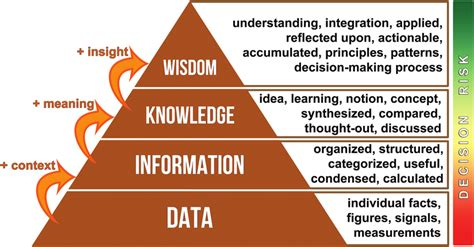 understanding, integration, applied,
reflected upon, actionable,
accumulated, principles, patterns,
decision-making process
+ insight
WISDOM
idea, learning, notion, concept,
synthesized, compared,
thought-out, discussed
+ meaning
KNOWLEDGE
organized, structured,
categorized, useful,
condensed, calculated
+ context
INFORMATION
individual facts,
figures, signals,
measurements
DATA
DECISION RISK